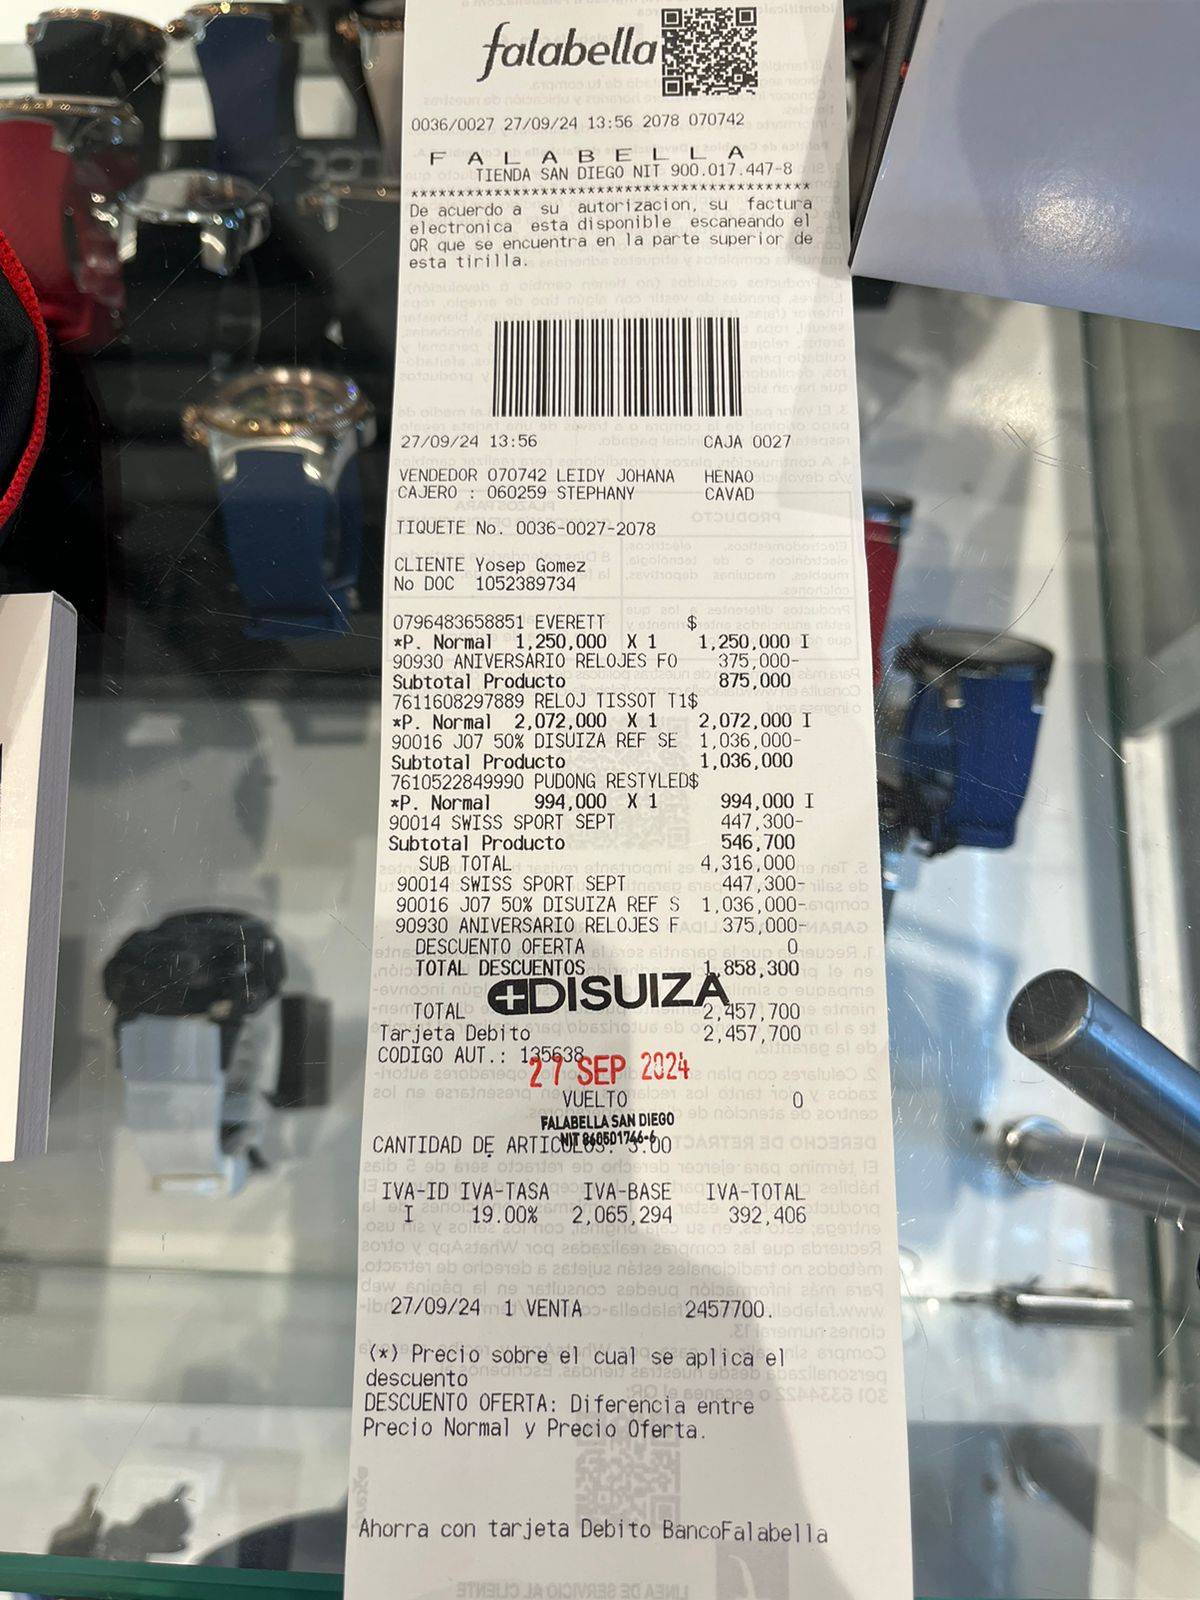 falabella
0036/0027 27/09/24 13:56 2078 070742
F A L A B E L L A
TIENDA SAN DIEGO NIT 900.017.447-8
************************************************
De acuerdo a su autorizacion, su factura
electronica esta disponible escaneando el
QR que se encuentra en la parte superior de
esta tirilla.
27/09/24 13:56 CAJA 0027
VENDEDOR 070742 LEIDY JOHANA HENAO
CAJERO : 060259 STEPHANY CAVAD
TIQUETE No. 0036-0027-2078
CLIENTE Yosep Gomez
No DOC 1052389734
0796483658851 EVERETT $
*P. Normal 1,250,000 X 1 1,250,000 I
90930 ANIVERSARIO RELOJES FO 375,000-
Subtotal Producto 875,000
7611608297889 RELOJ TISSOT T1$
*P. Normal 2,072,000 X 1 2,072,000 I
90016 J07 50% DISUIZA REF SE 1,036,000-
Subtotal Producto 1,036,000
7610522849990 PUDONG RESTYLED$
*P. Normal 994,000 X 1 994,000 I
90014 SWISS SPORT SEPT 447,300-
Subtotal Producto 546,700
SUB TOTAL 4,316,000
90014 SWISS SPORT SEPT 447,300-
90016 J07 50% DISUIZA REF S 1,036,000-
90930 ANIVERSARIO RELOJES F 375,000-
DESCUENTO OFERTA 0
TOTAL DESCUENTOS 1,858,300
DISUIZA
TOTAL 2,457,700
Tarjeta Debito 2,457,700
CODIGO AUT.: 135638
27 SEP 2024
VUELTO 0
FALABELLA SAN DIEGO
NIT 860501746-6
CANTIDAD DE ARTICULOS: 3.00
IVA-ID IVA-TASA IVA-BASE IVA-TOTAL
I 19.00% 2,065,294 392,406
27/09/24 1 VENTA 2457700.
(*) Precio sobre el cual se aplica el
descuento
DESCUENTO OFERTA: Diferencia entre
Precio Normal y Precio Oferta.
Ahorra con tarjeta Debito BancoFalabella